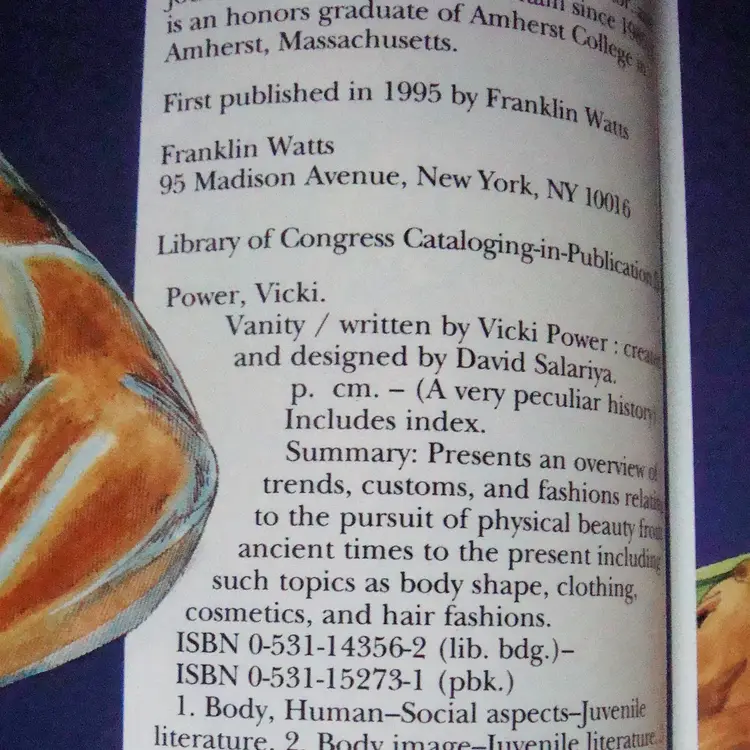 since
is an honors graduate of Amherst College
Amherst, Massachusetts.
First published in 1995 by Franklin Watts
Franklin Watts
95 Madison Avenue, New York, NY 10016
Library of Congress Cataloging-in-Publication
Power, Vicki.
Vanity / written by Vicki Power : crea
and designed by David Salariya.
p. cm. – (A very peculiar history
Includes index.
Summary: Presents an overview of
trends, customs, and fashions relatin
to the pursuit of physical beauty from
ancient times to the present including
such topics as body shape, clothing,
cosmetics, and hair fashions.
ISBN 0-531-14356-2 (lib. bdg.)–
ISBN 0-531-15273-1 (pbk.)
1. Body, Human–Social aspects–Juvenile
literature. 2. Body image–Juvenile literature.